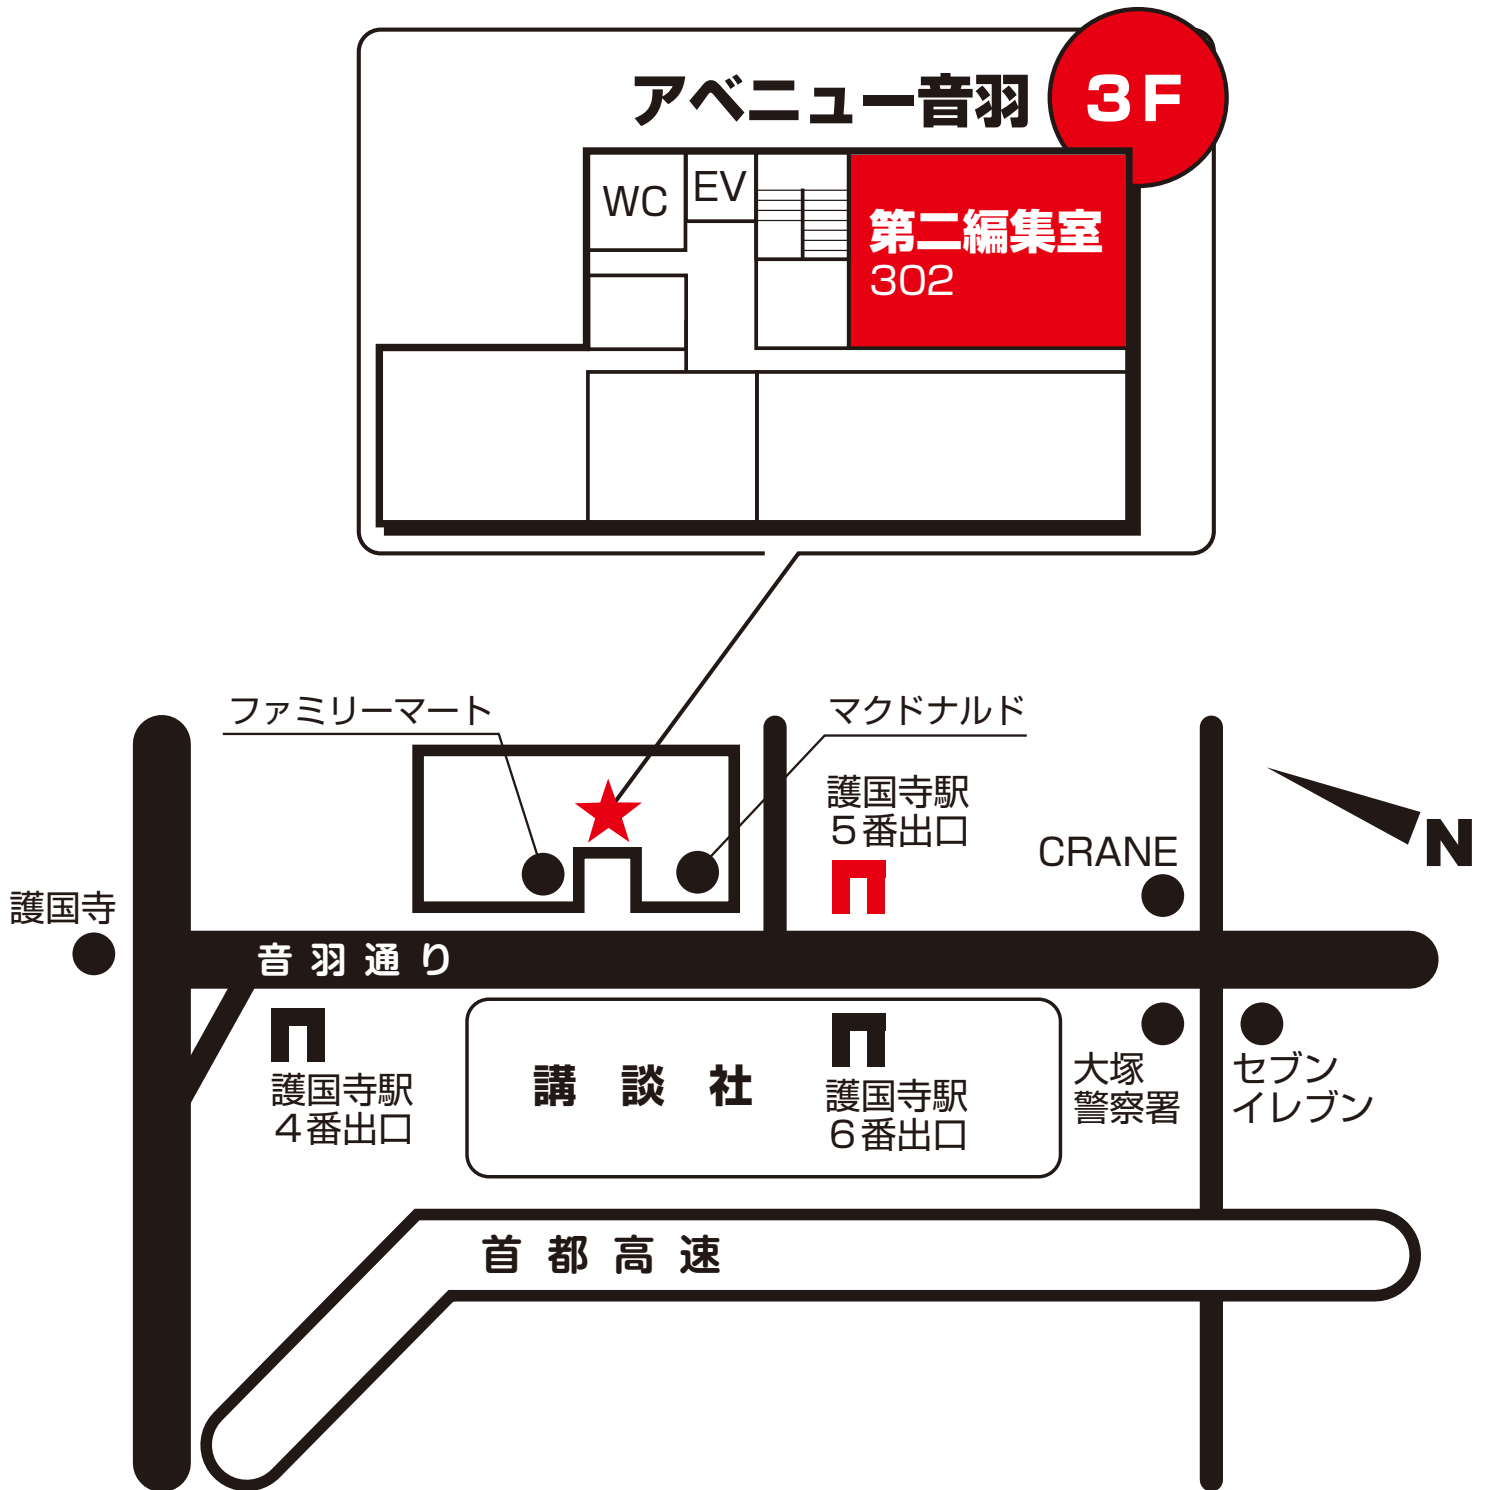 アベニュー音羽
3F
WC
EV
第二編集室
302
ファミリーマート
マクドナルド
護国寺駅
5番出口
CRANE
N
護国寺
音羽通り
護国寺駅
4番出口
講談社
護国寺駅
6番出口
大塚
警察署
セブン
イレブン
首都高速